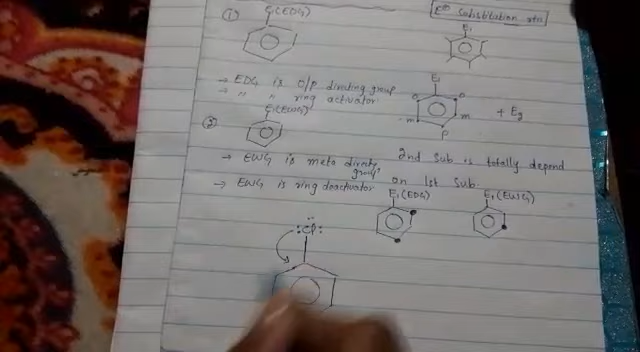 ① E₁(EDG)
E⊕ Substitution rxn
E₁
→ EDG is o/p directing group
→ " " ring activator
E₁
o o
m m
p
+ E₂
② E₁(EWG)
→ EWG is meta directing group
2nd sub is totally depend on 1st sub.
→ EWG is ring deactivator
E₁(EDG)
E₁(EWG)
:Cl: